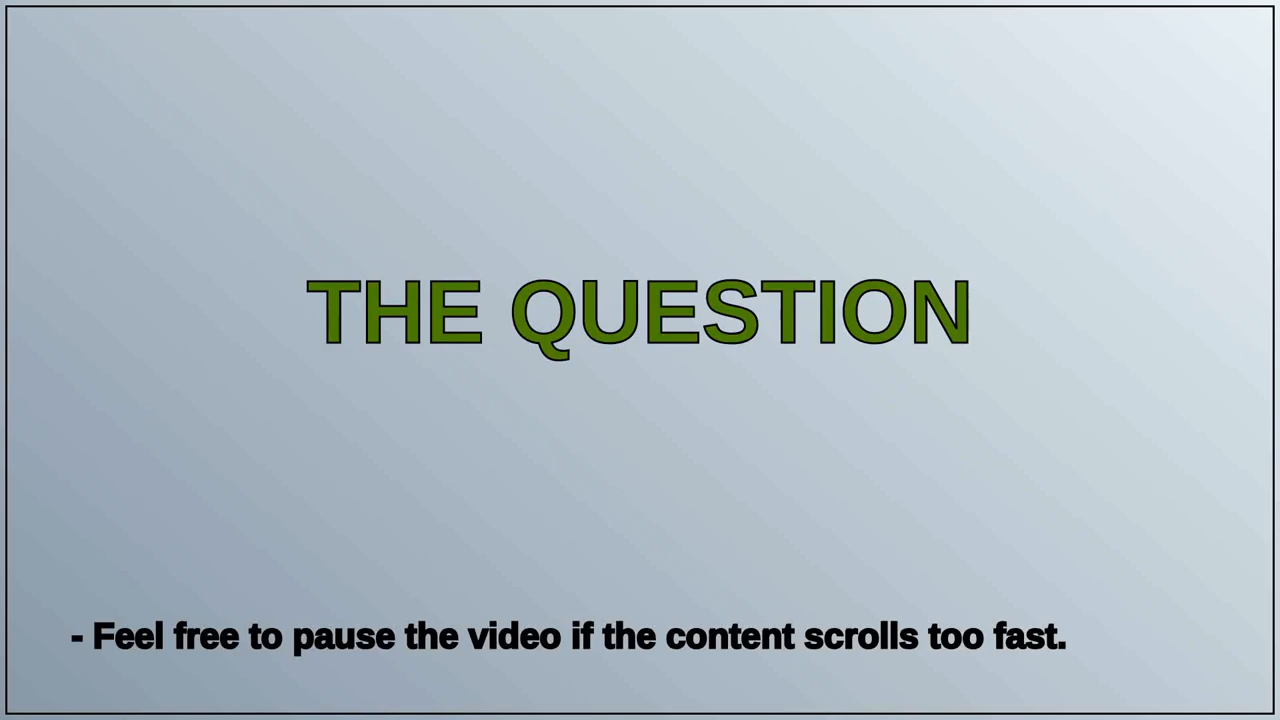 THE QUESTION
- Feel free to pause the video if the content scrolls too fast.